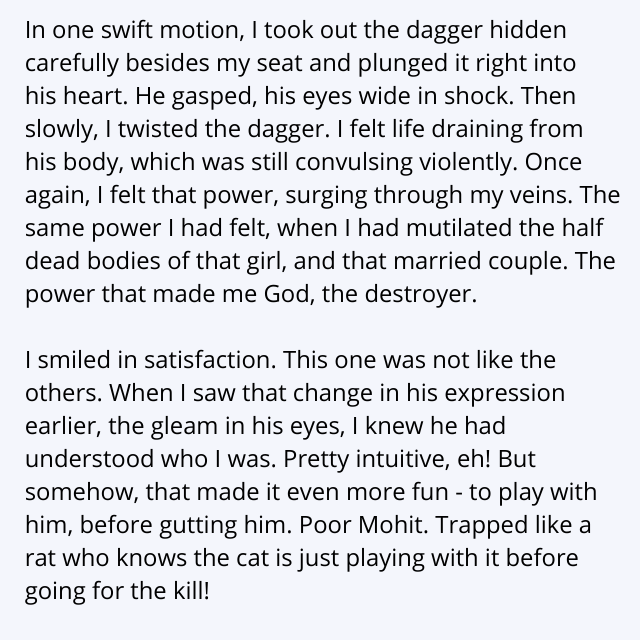 In one swift motion, I took out the dagger hidden
carefully besides my seat and plunged it right into
his heart. He gasped, his eyes wide in shock. Then
slowly, I twisted the dagger. I felt life draining from
his body, which was still convulsing violently. Once
again, I felt that power, surging through my veins. The
same power I had felt, when I had mutilated the half
dead bodies of that girl, and that married couple. The
power that made me God, the destroyer.

I smiled in satisfaction. This one was not like the
others. When I saw that change in his expression
earlier, the gleam in his eyes, I knew he had
understood who I was. Pretty intuitive, eh! But
somehow, that made it even more fun - to play with
him, before gutting him. Poor Mohit. Trapped like a
rat who knows the cat is just playing with it before
going for the kill!